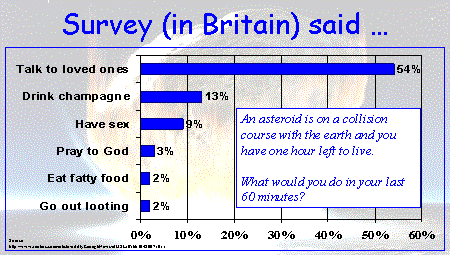 Survey (in Britain) said ...
Talk to loved ones 54%
Drink champagne 13%
Have sex 9%
Pray to God 3%
Eat fatty food 2%
Go out looting 2%
An asteroid is on a collision
course with the earth and you
have one hour left to live.
What would you do in your last
60 minutes?
0% 10% 20% 30% 40% 50% 60%
Source: